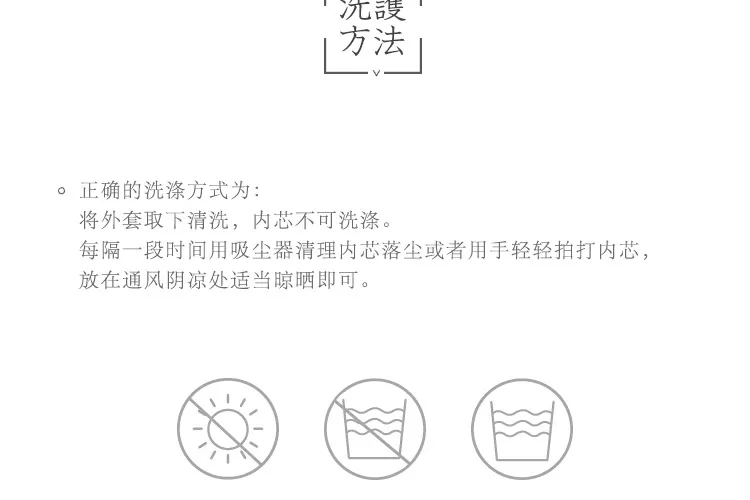 洗護
方法
正确的洗涤方式为：
将外套取下清洗，内芯不可洗涤。
每隔一段时间用吸尘器清理内芯落尘或者用手轻轻拍打内芯，
放在通风阴凉处适当晾晒即可。